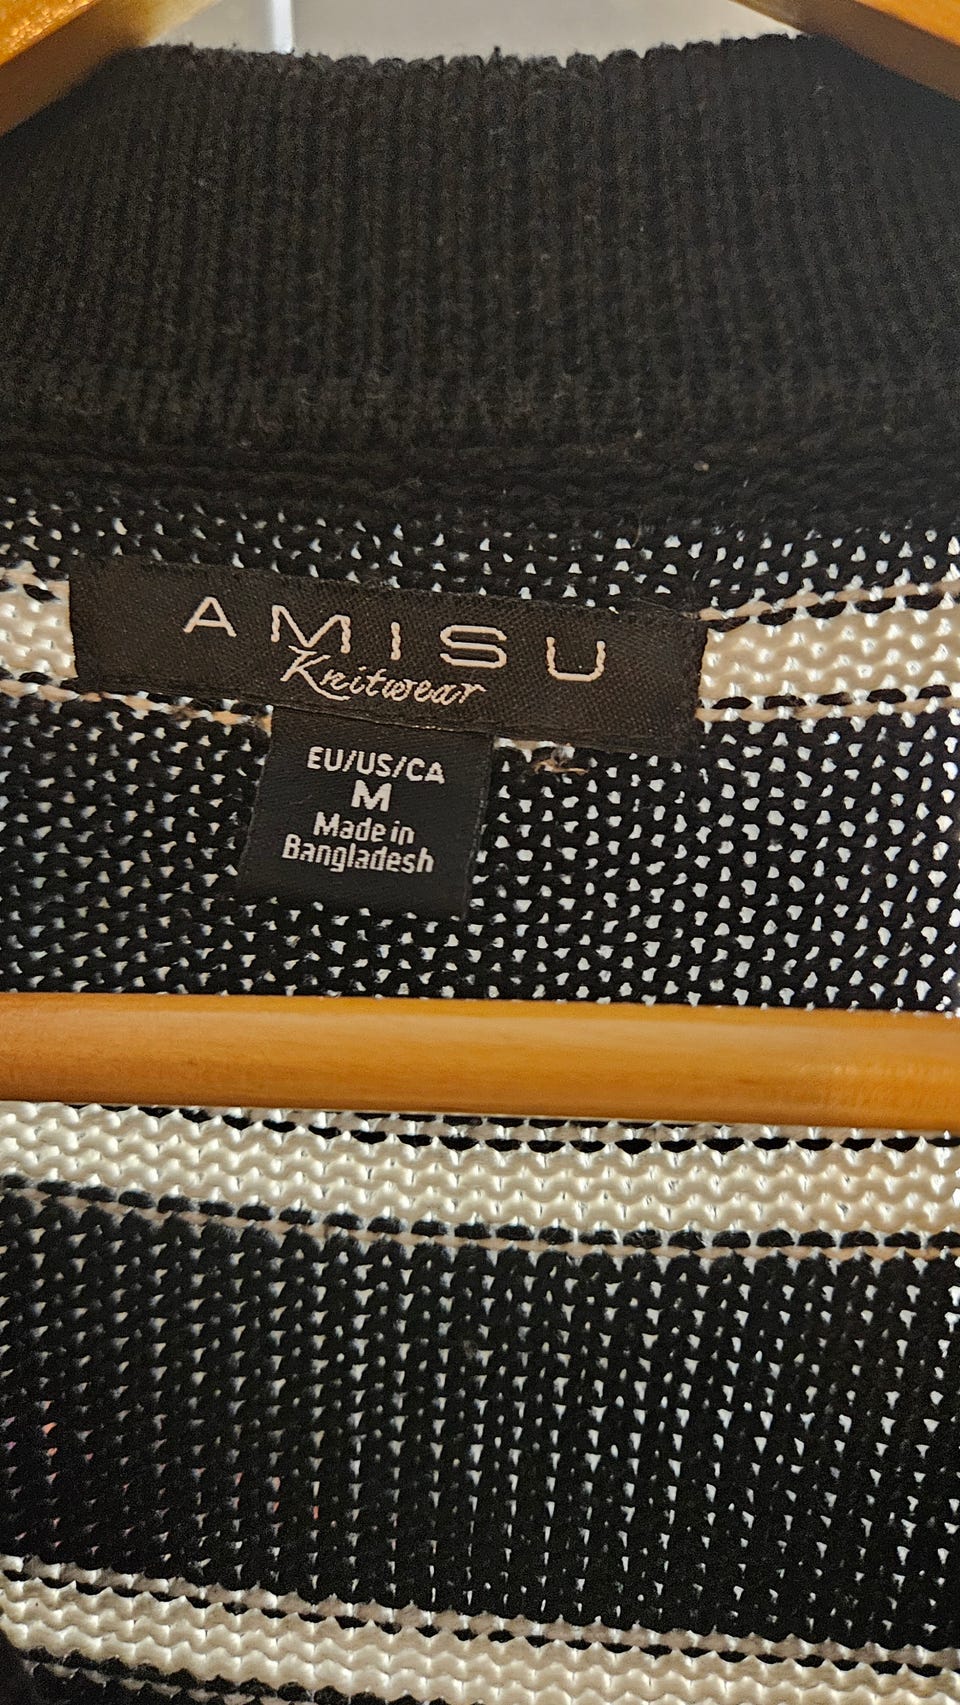 AMISU
Knitwear
EU/US/CA
M
Made in
Bangladesh